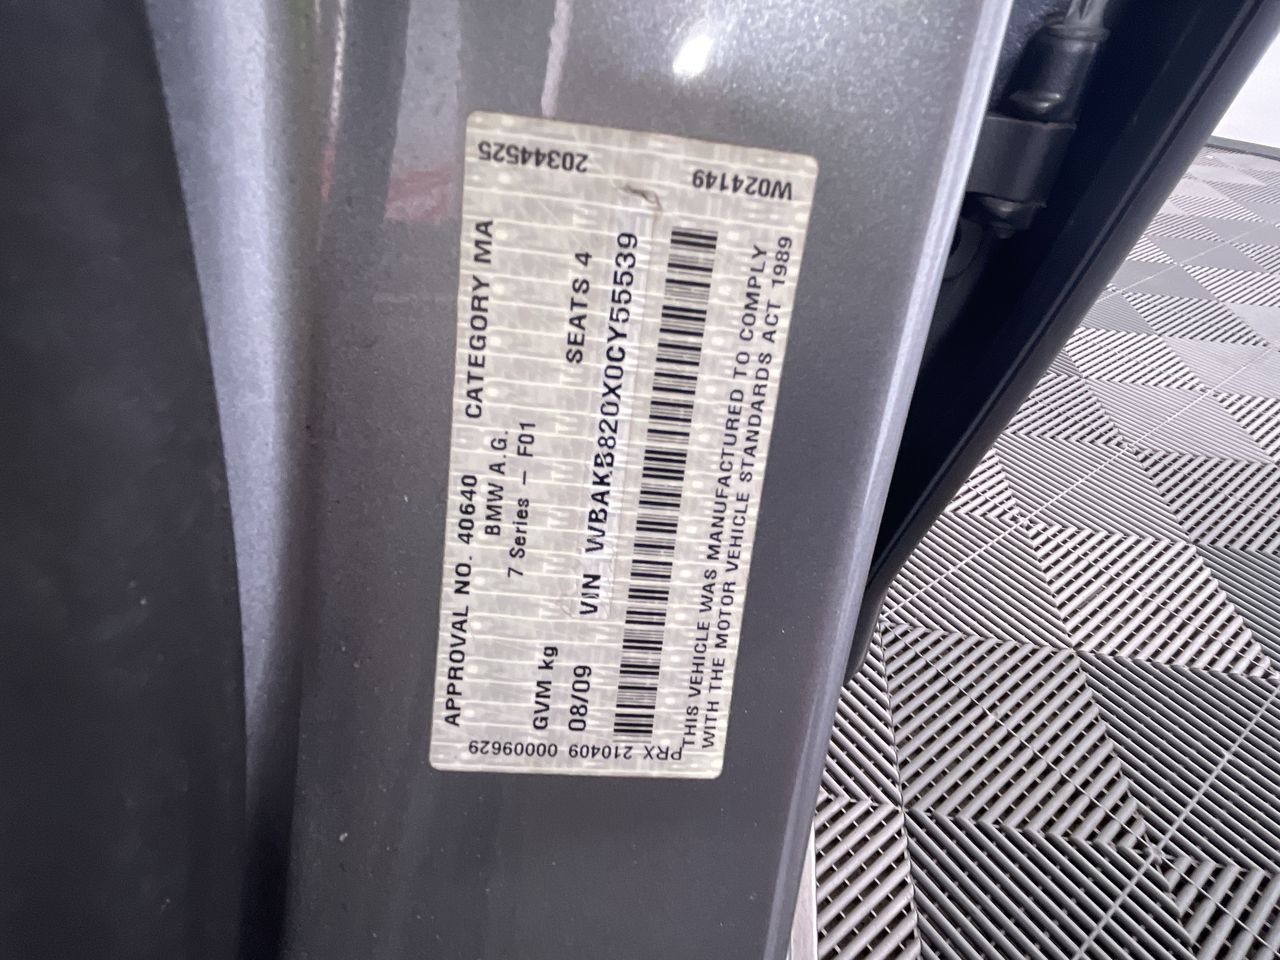 APPROVAL NO. 40640 CATEGORY MA
BMW A.G.
7 Series – F01
GVM kg SEATS 4
08/09 VIN WBAKB820X0CY55539
THIS VEHICLE WAS MANUFACTURED TO COMPLY
WITH THE MOTOR VEHICLE STANDARDS ACT 1989
20344525 W024149
PRX 210409 00009629